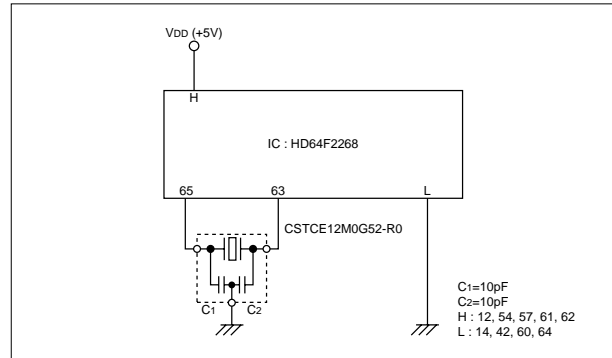 VDD (+5V)
H
IC : HD64F2268
65 63 L
CSTCE12M0G52-R0
C1 C2
C1=10pF
C2=10pF
H : 12, 54, 57, 61, 62
L : 14, 42, 60, 64